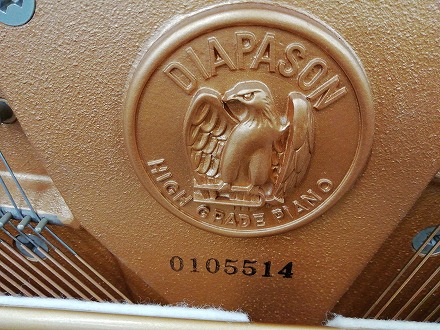 DIAPASON
HIGH GRADE PIANO
0105514